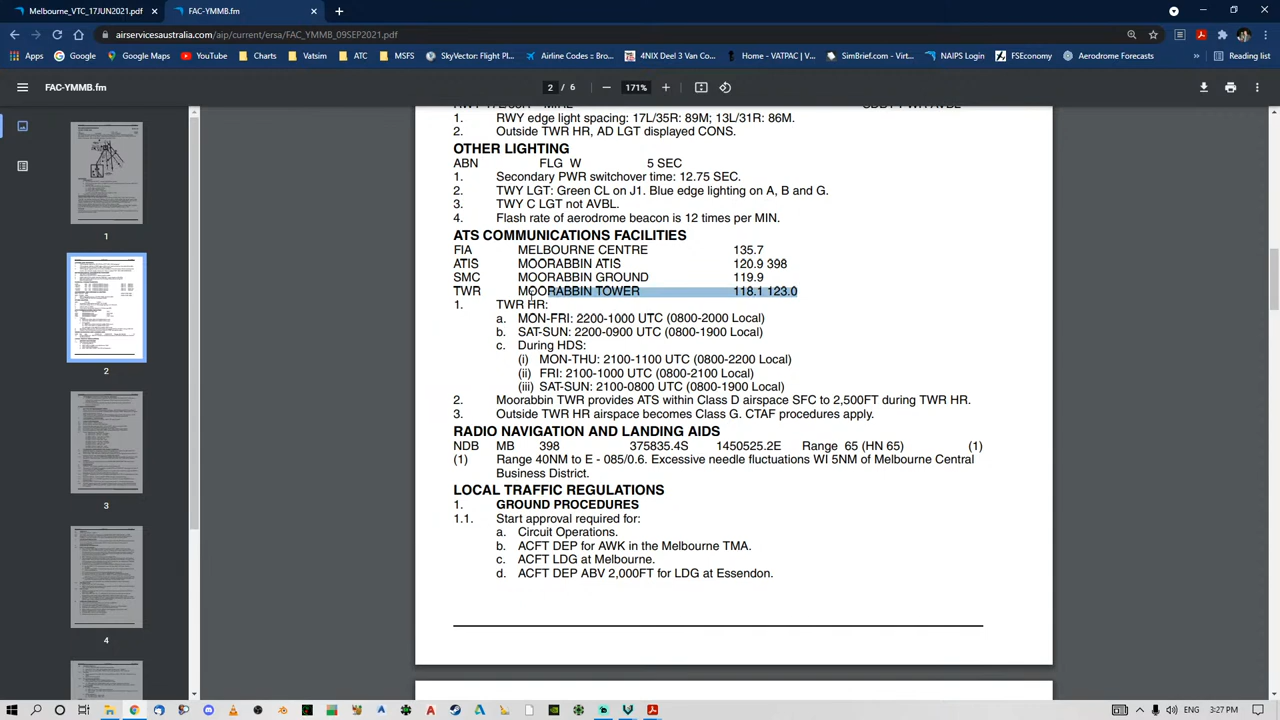 Melbourne_VTC_17JUN2021.pdf
FAC-YMMB.fm
airservicesaustralia.com/aip/current/ersa/FAC_YMMB_09SEP2021.pdf
Apps Gmail Google Maps YouTube Vatsim ATC MSFS SkyVector: Flight Pl... Airline Codes :: Broo... 4NIX Deel 3 Van Co... Home - VATPAC | V... SimBrief.com - Virt... NAIPS Login FSEconomy Aerodrome Forecasts Reading list
FAC-YMMB.fm
2 / 6
171%
1. RWY edge light spacing: 17L/35R: 89M; 13L/31R: 86M.
2. Outside TWR HR, AD LGT displayed CONS.
OTHER LIGHTING
ABN FLG W 5 SEC
1. Secondary PWR switchover time: 12.75 SEC.
2. TWY LGT: Green CL on J1. Blue edge lighting on A, B and G.
3. TWY C LGT not AVBL.
4. Flash rate of aerodrome beacon is 12 times per MIN.
ATS COMMUNICATIONS FACILITIES
FIA MELBOURNE CENTRE 135.7
ATIS MOORABBIN ATIS 120.9 398
SMC MOORABBIN GROUND 119.9
TWR MOORABBIN TOWER 118.1 123.0
1. TWR HR:
a. MON-FRI: 2200-1000 UTC (0800-2000 Local)
b. SAT-SUN: 2200-0900 UTC (0800-1900 Local)
c. During HDS:
(i) MON-THU: 2100-1100 UTC (0800-2200 Local)
(ii) FRI: 2100-1000 UTC (0800-2100 Local)
(iii) SAT-SUN: 2100-0800 UTC (0800-1900 Local)
2. Moorabbin TWR provides ATS within Class D airspace SFC to 2,500FT during TWR HR.
3. Outside TWR HR airspace becomes Class G. CTAF procedures apply.
RADIO NAVIGATION AND LANDING AIDS
NDB MB 398 375835.4S 1450525.2E Range 65 (HN 65) (1)
(1) Range 40NM to E - 085/0.6. Excessive needle fluctuations WI 5NM of Melbourne Central
Business District.
LOCAL TRAFFIC REGULATIONS
1. GROUND PROCEDURES
1.1. Start approval required for:
a. Circuit Operations.
b. ACFT DEP for AWK in the Melbourne TMA.
c. ACFT LDG at Melbourne.
d. ACFT DEP ABV 2,000FT for LDG at Essendon.
1
2
3
4
ENG 3:27 PM